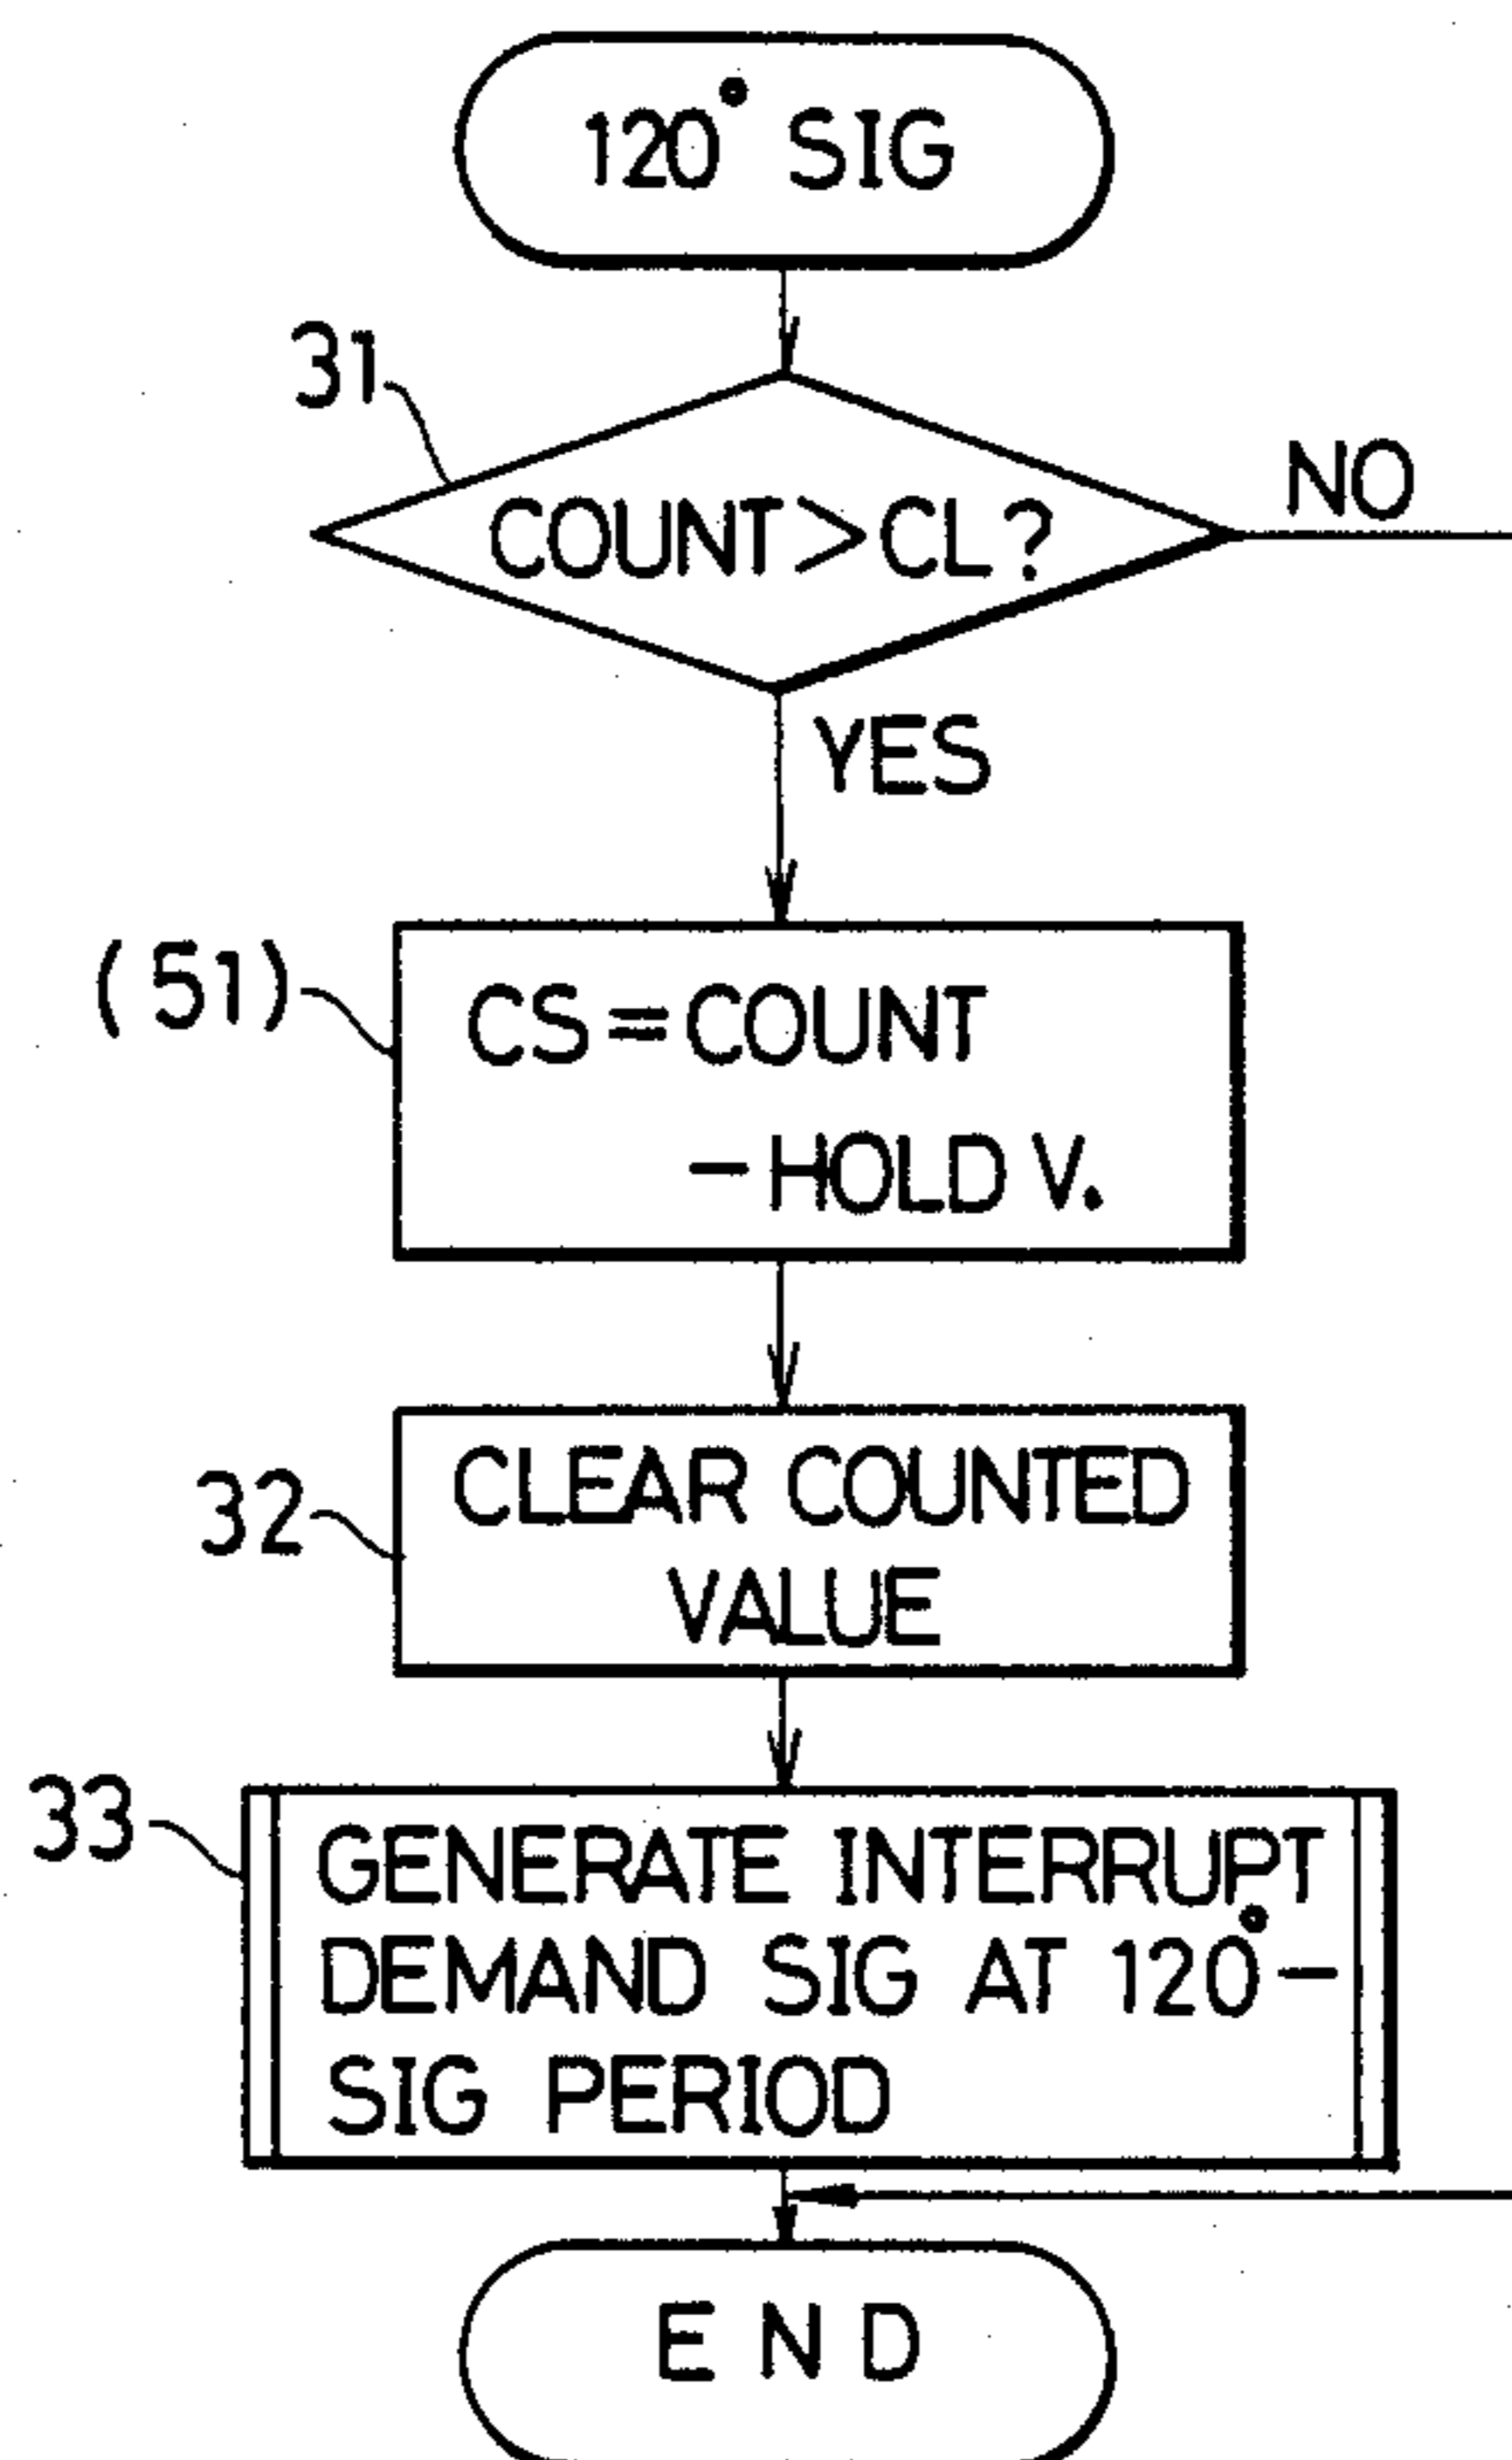 120° SIG
31
COUNT>CL?
NO
YES
(51)
CS=COUNT
-HOLD V.
32
CLEAR COUNTED
VALUE
33
GENERATE INTERRUPT
DEMAND SIG AT 120°-
SIG PERIOD
END